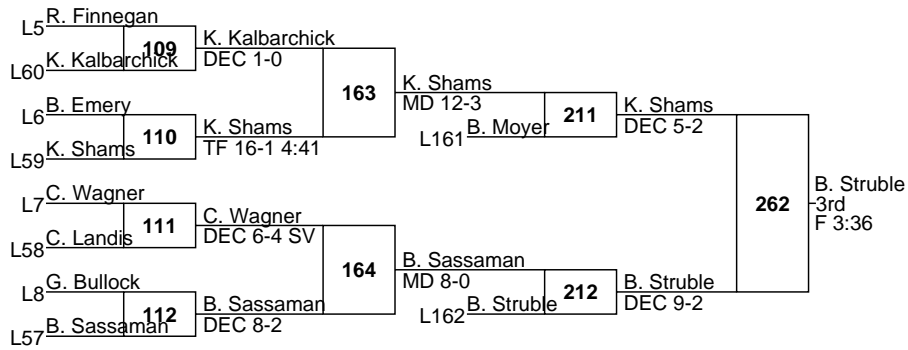 L5 R. Finnegan
109
L60 K. Kalbarchick
K. Kalbarchick
DEC 1-0
L6 B. Emery
110
L59 K. Shams
K. Shams
TF 16-1 4:41
163
K. Shams
MD 12-3
L7 C. Wagner
111
L58 C. Landis
C. Wagner
DEC 6-4 SV
L8 G. Bullock
112
L57 B. Sassaman
B. Sassaman
DEC 8-2
164
B. Sassaman
MD 8-0
L161 B. Moyer
211
K. Shams
DEC 5-2
L162 B. Struble
212
B. Struble
DEC 9-2
262
B. Struble
3rd
F 3:36